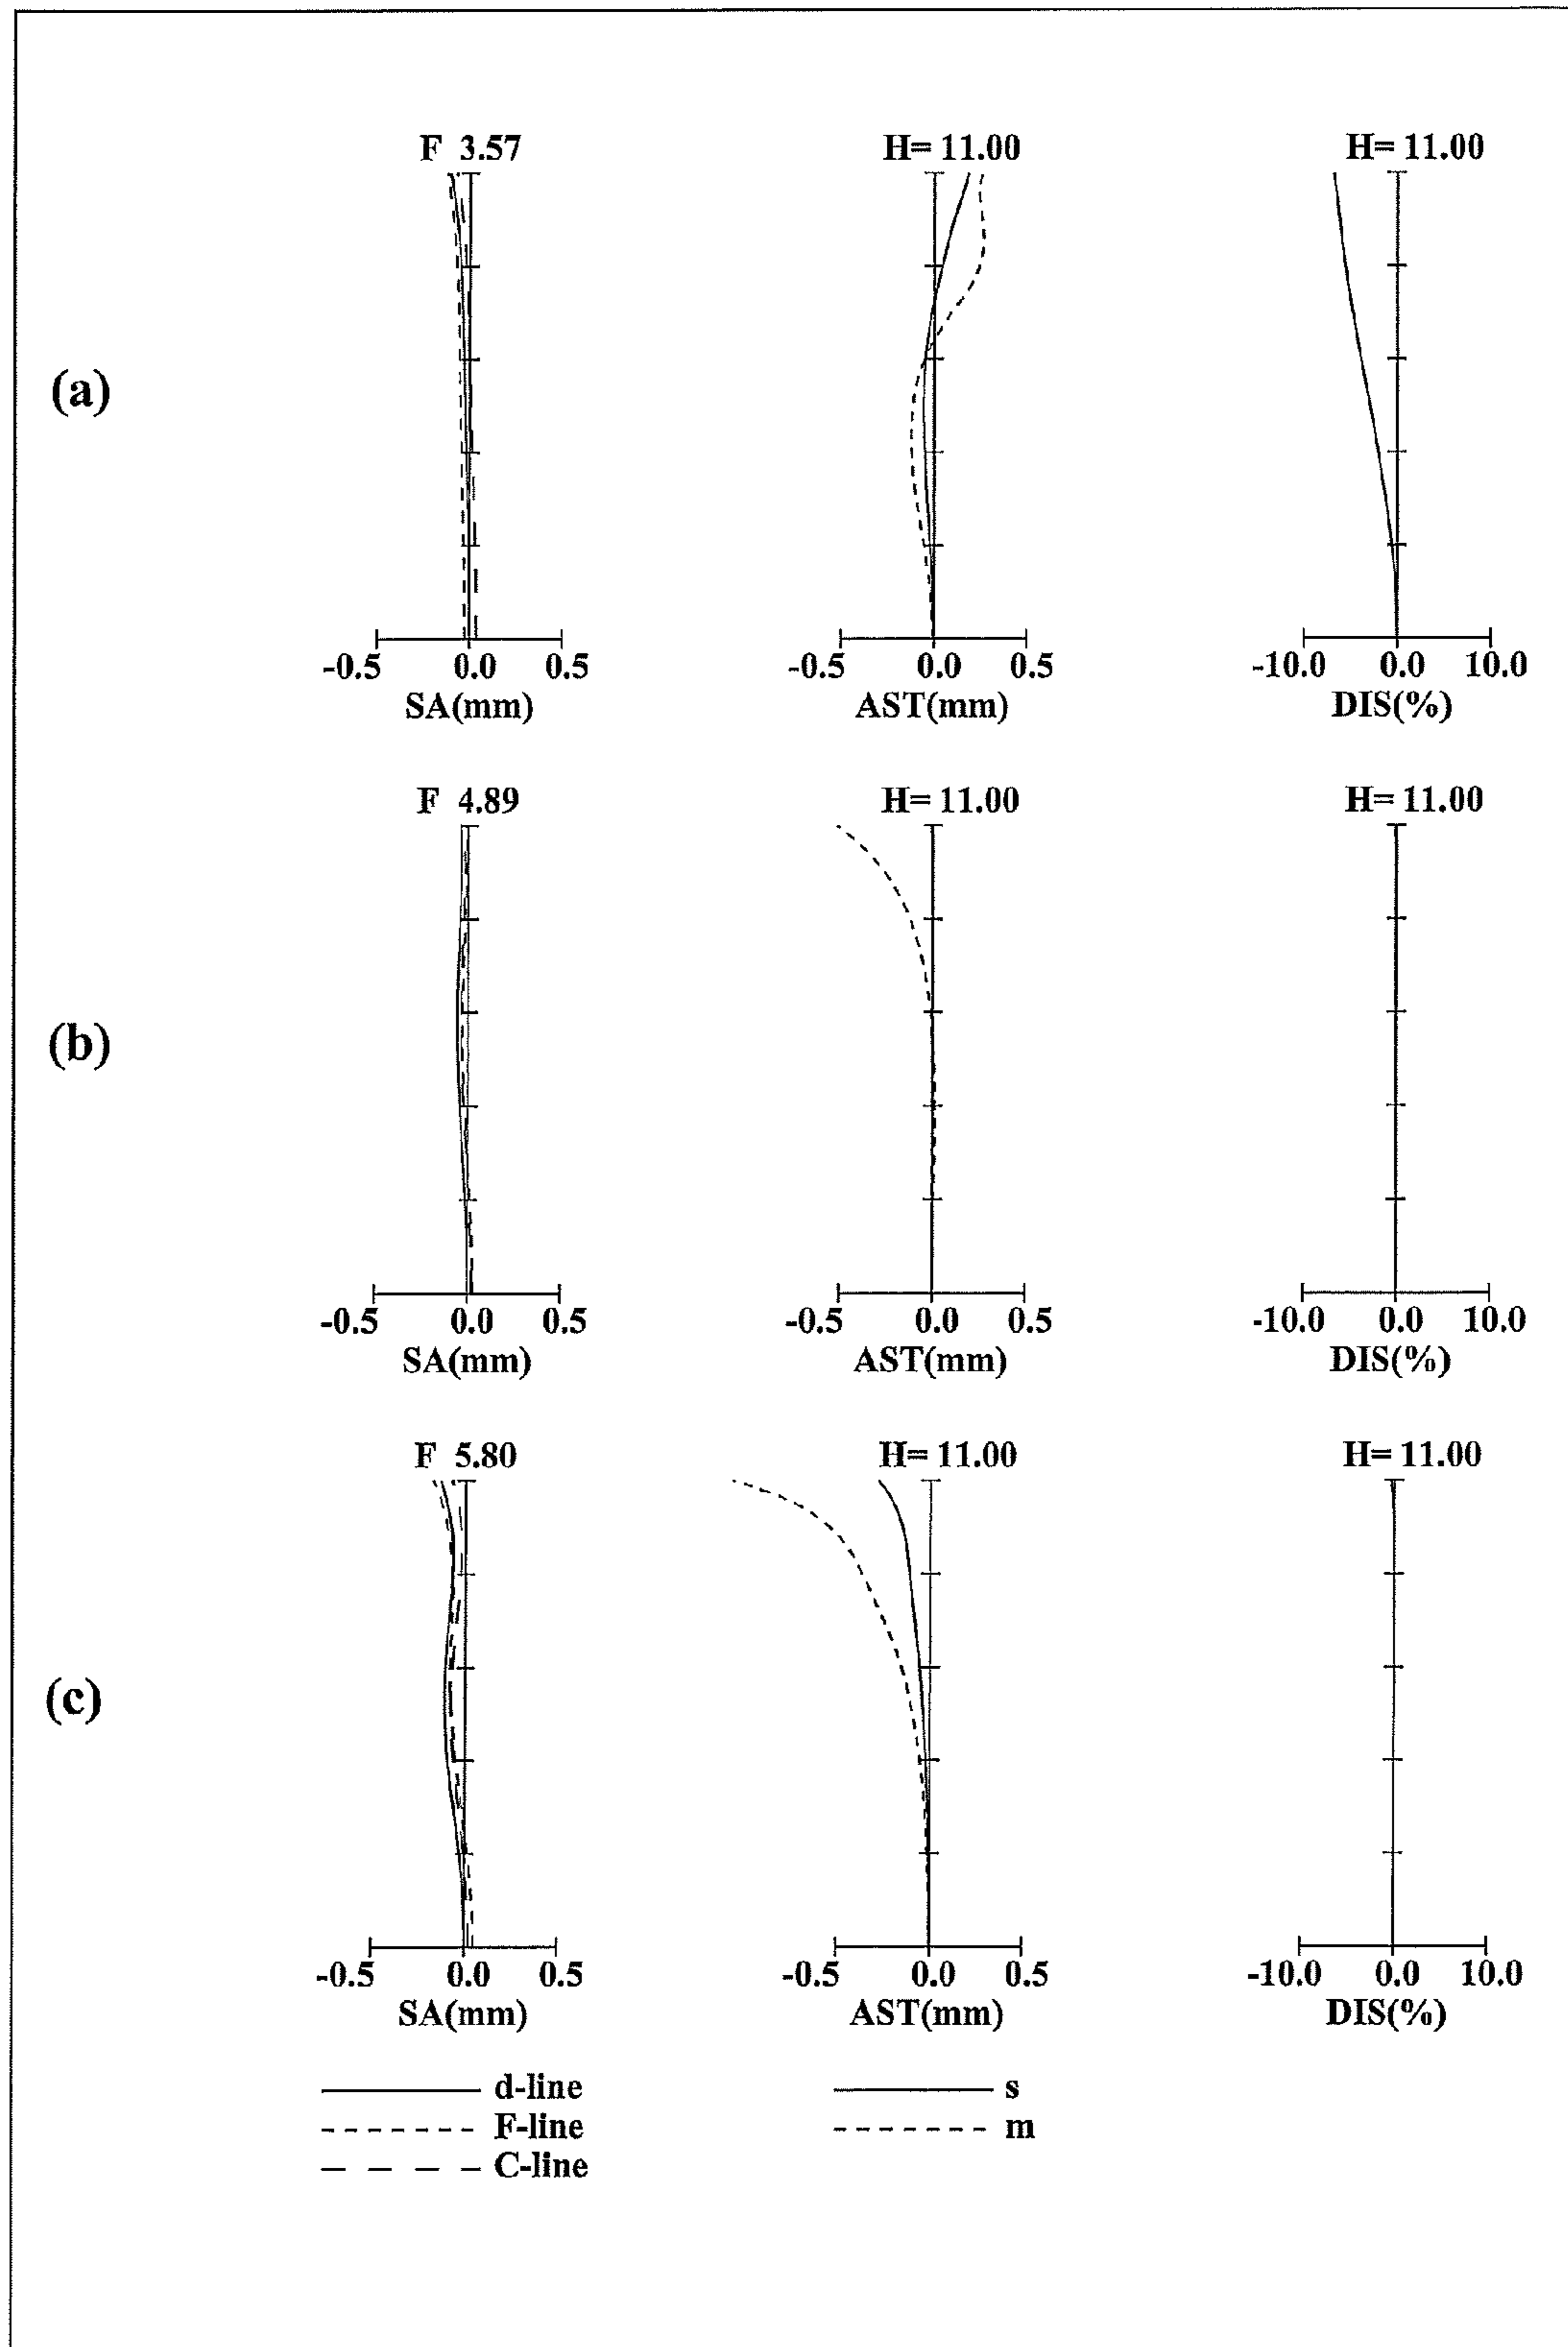 F 3.57
H= 11.00
H= 11.00
(a)
-0.5 0.0 0.5
SA(mm)
-0.5 0.0 0.5
AST(mm)
-10.0 0.0 10.0
DIS(%)
F 4.89
H= 11.00
H= 11.00
(b)
-0.5 0.0 0.5
SA(mm)
-0.5 0.0 0.5
AST(mm)
-10.0 0.0 10.0
DIS(%)
F 5.80
H= 11.00
H= 11.00
(c)
-0.5 0.0 0.5
SA(mm)
-0.5 0.0 0.5
AST(mm)
-10.0 0.0 10.0
DIS(%)
d-line
F-line
C-line
s
m